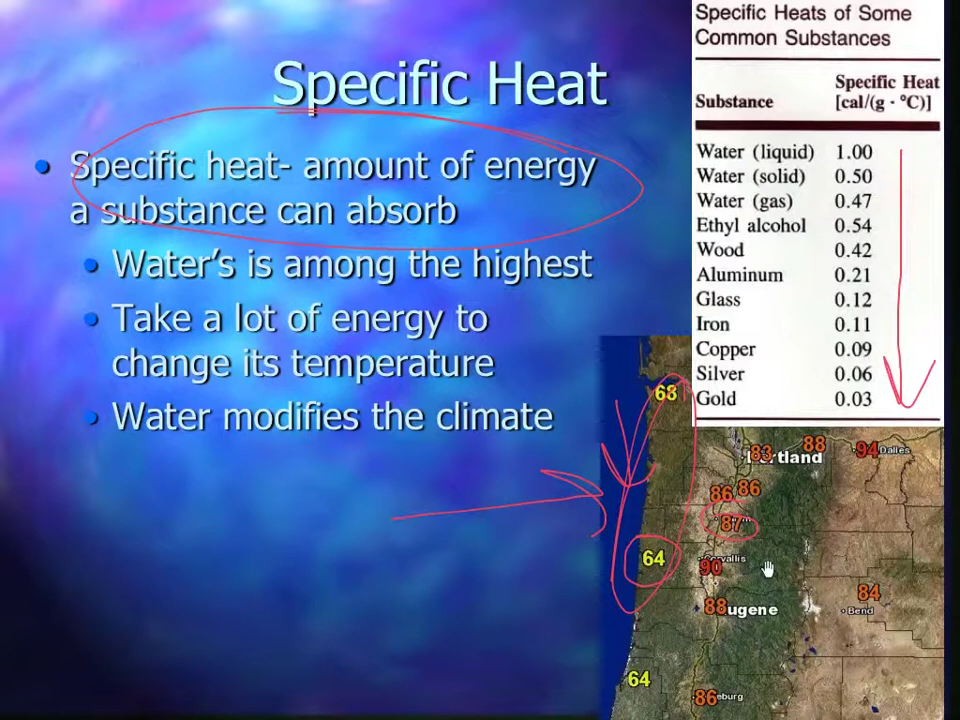 Specific Heat
• Specific heat- amount of energy
a substance can absorb
• Water's is among the highest
• Take a lot of energy to
change its temperature
• Water modifies the climate
Specific Heats of Some
Common Substances
Substance Specific Heat [cal/(g · °C)]
Water (liquid) 1.00
Water (solid) 0.50
Water (gas) 0.47
Ethyl alcohol 0.54
Wood 0.42
Aluminum 0.21
Glass 0.12
Iron 0.11
Copper 0.09
Silver 0.06
Gold 0.03
68
83 88 94 Dalles
86 86
87
64
90
88
84
Bend
64
86